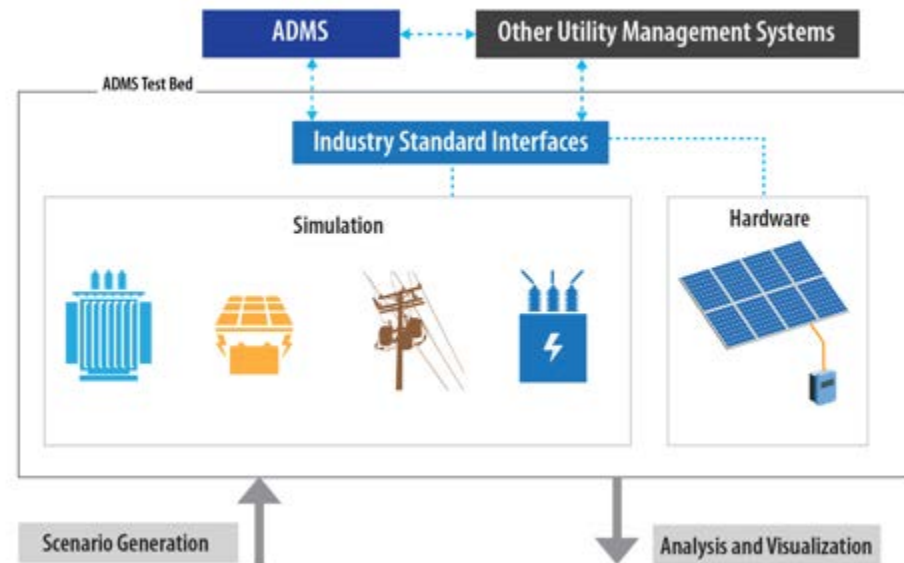 ADMS
Other Utility Management Systems
ADMS Test Bed
Industry Standard Interfaces
Simulation
Hardware
Scenario Generation
Analysis and Visualization